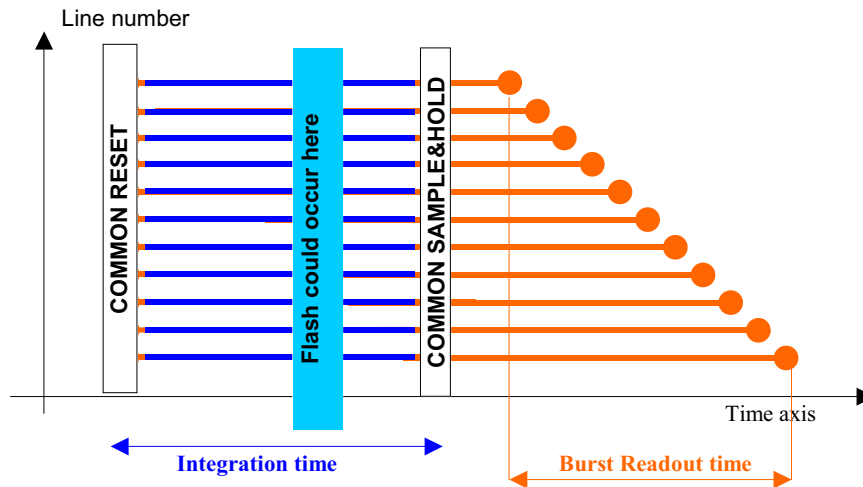 Line number
COMMON RESET
Flash could occur here
COMMON SAMPLE&HOLD
Time axis
Integration time
Burst Readout time